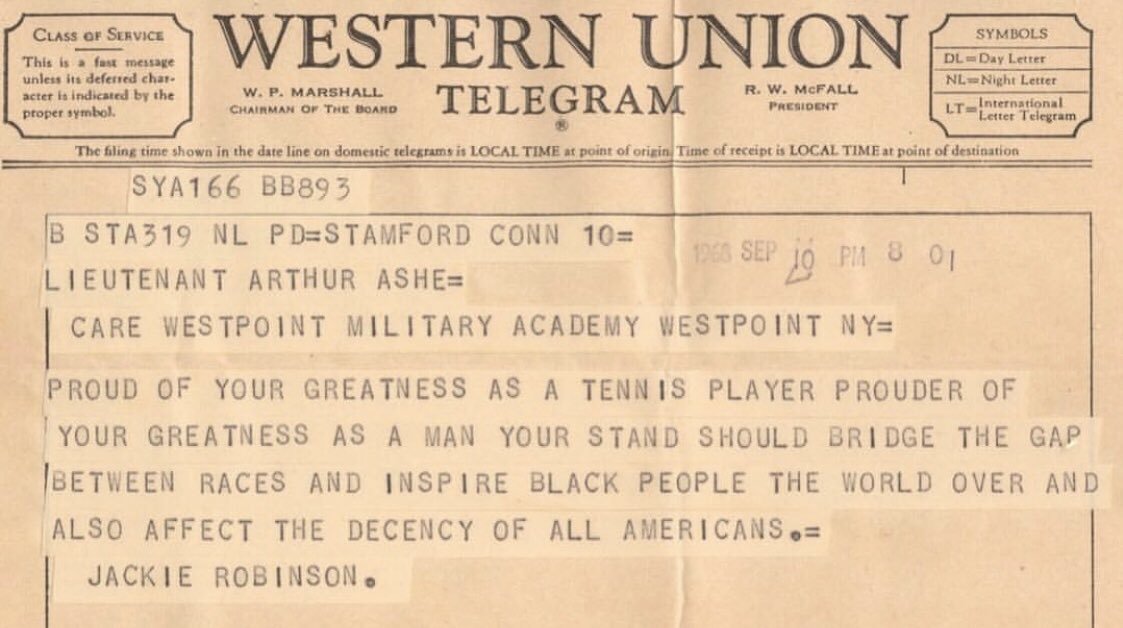 CLASS OF SERVICE
This is a fast message
unless its deferred char-
acter is indicated by the
proper symbol.
WESTERN UNION
TELEGRAM
®
W. P. MARSHALL
CHAIRMAN OF THE BOARD
R. W. McFALL
PRESIDENT
SYMBOLS
DL=Day Letter
NL=Night Letter
LT=International Letter Telegram
The filing time shown in the date line on domestic telegrams is LOCAL TIME at point of origin. Time of receipt is LOCAL TIME at point of destination
SYA166 BB893
B STA319 NL PD=STAMFORD CONN 10=
1968 SEP 10 PM 8 01
LIEUTENANT ARTHUR ASHE=
CARE WESTPOINT MILITARY ACADEMY WESTPOINT NY=
PROUD OF YOUR GREATNESS AS A TENNIS PLAYER PROUDER OF
YOUR GREATNESS AS A MAN YOUR STAND SHOULD BRIDGE THE GAP
BETWEEN RACES AND INSPIRE BLACK PEOPLE THE WORLD OVER AND
ALSO AFFECT THE DECENCY OF ALL AMERICANS.=
JACKIE ROBINSON.